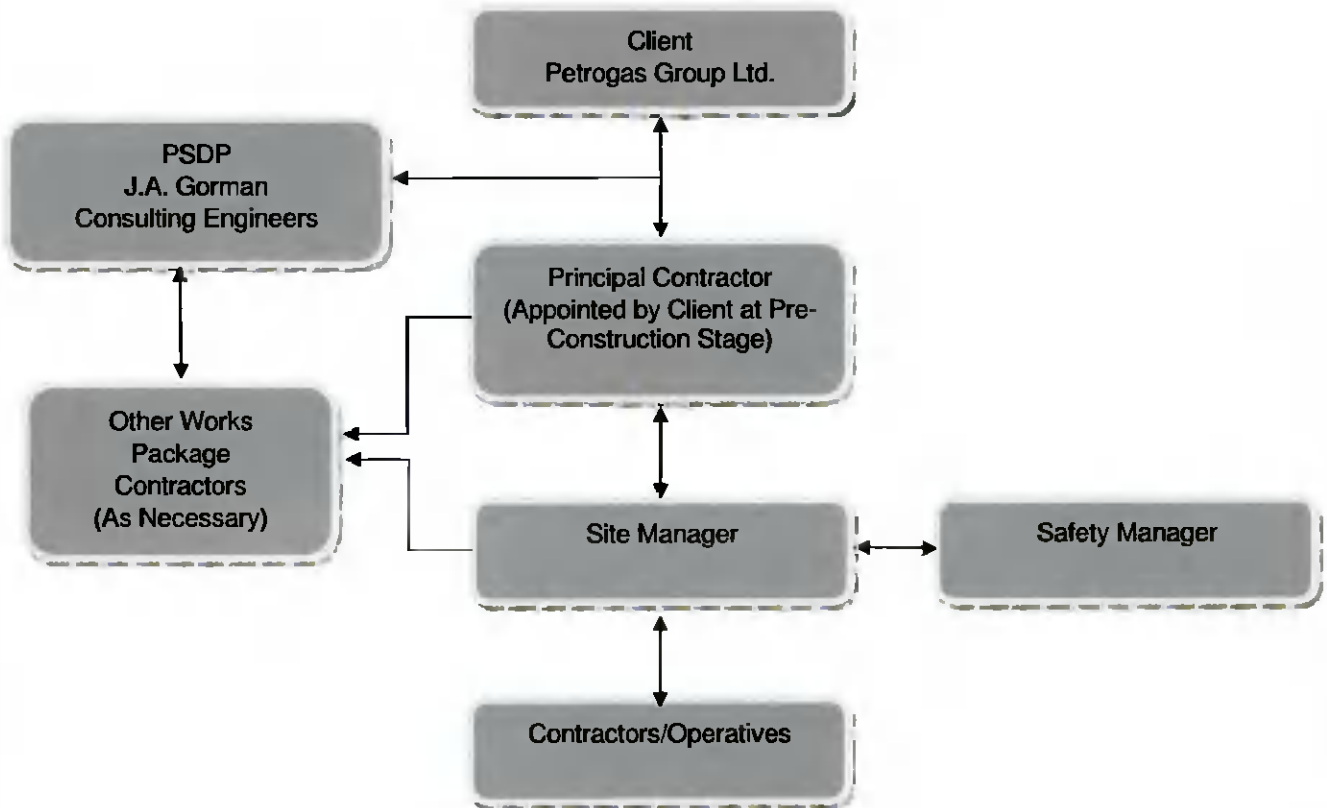 Client
Petrogas Group Ltd.
PSDP
J.A. Gorman
Consulting Engineers
Principal Contractor
(Appointed by Client at Pre-
Construction Stage)
Other Works
Package
Contractors
(As Necessary)
Site Manager
Safety Manager
Contractors/Operatives